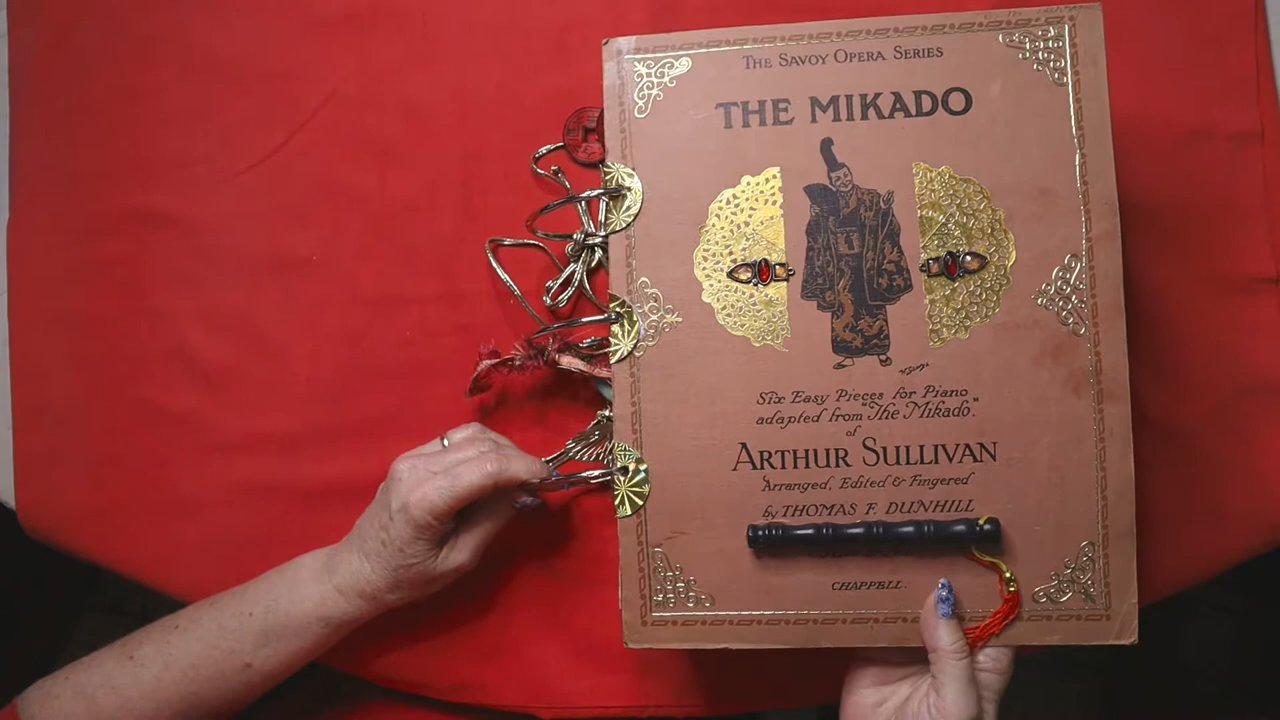 THE SAVOY OPERA SERIES
THE MIKADO
Six Easy Pieces for Piano
adapted from "The Mikado".
of
ARTHUR SULLIVAN
Arranged, Edited & Fingered
by THOMAS F. DUNHILL
CHAPPELL.